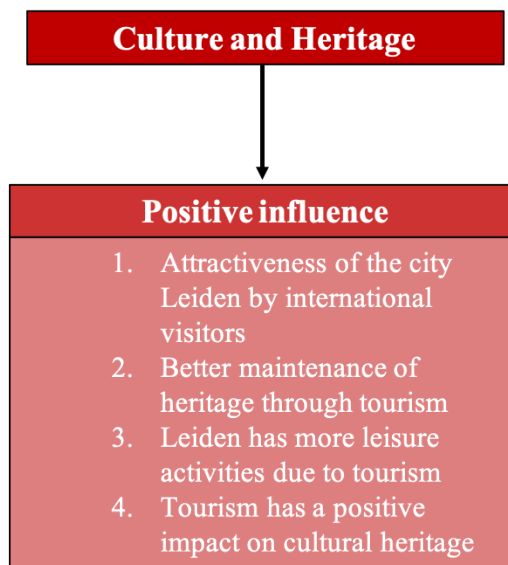 Culture and Heritage
Positive influence
1. Attractiveness of the city
Leiden by international
visitors
2. Better maintenance of
heritage through tourism
3. Leiden has more leisure
activities due to tourism
4. Tourism has a positive
impact on cultural heritage